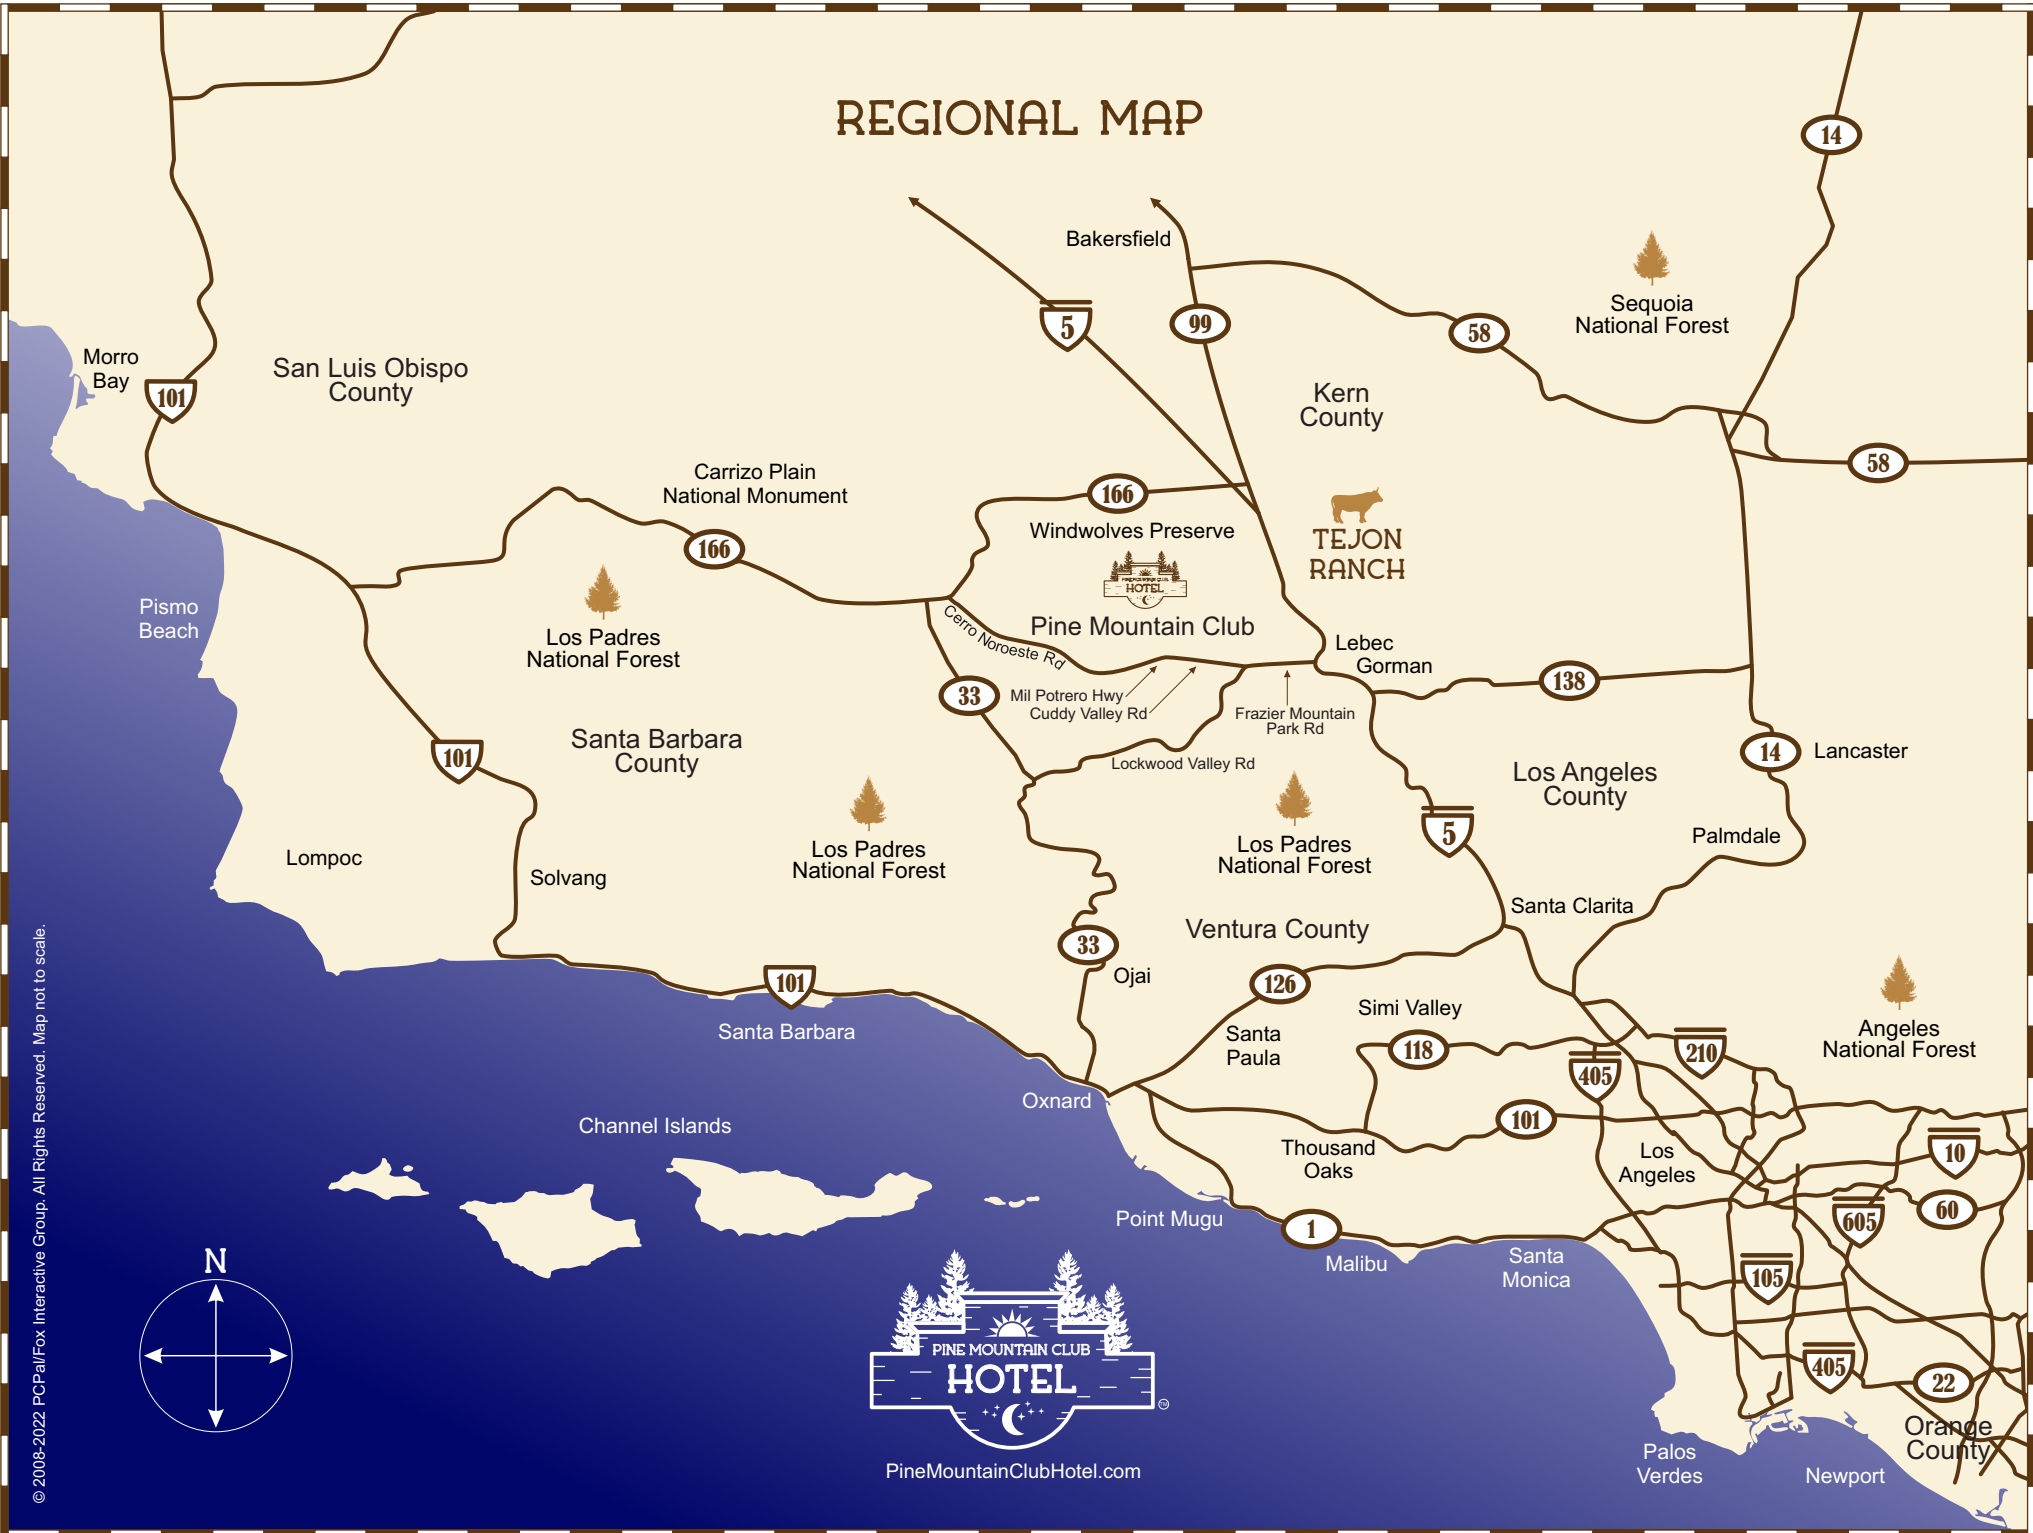 REGIONAL MAP
14
Bakersfield
5
99
58
Sequoia
National Forest
Morro
Bay
101
San Luis Obispo
County
Kern
County
58
Carrizo Plain
National Monument
166
166
Windwolves Preserve
TEJON
RANCH
PINE MOUNTAIN CLUB
HOTEL
Pine Mountain Club
Pismo
Beach
Los Padres
National Forest
Cerro Noroeste Rd
Lebec
Gorman
138
33
Mil Potrero Hwy
Cuddy Valley Rd
Frazier Mountain
Park Rd
Lockwood Valley Rd
101
Santa Barbara
County
14
Lancaster
Los Angeles
County
5
Palmdale
Los Padres
National Forest
Los Padres
National Forest
Lompoc
Solvang
Santa Clarita
Ventura County
33
Ojai
126
101
Santa Barbara
Simi Valley
118
Santa
Paula
405
210
Angeles
National Forest
Oxnard
101
Channel Islands
Thousand
Oaks
Los
Angeles
10
Point Mugu
1
Malibu
Santa
Monica
605
60
105
405
22
Orange
County
Palos
Verdes
Newport
N
PINE MOUNTAIN CLUB
HOTEL
TM
PineMountainClubHotel.com
© 2008-2022 PCPal/Fox Interactive Group. All Rights Reserved. Map not to scale.